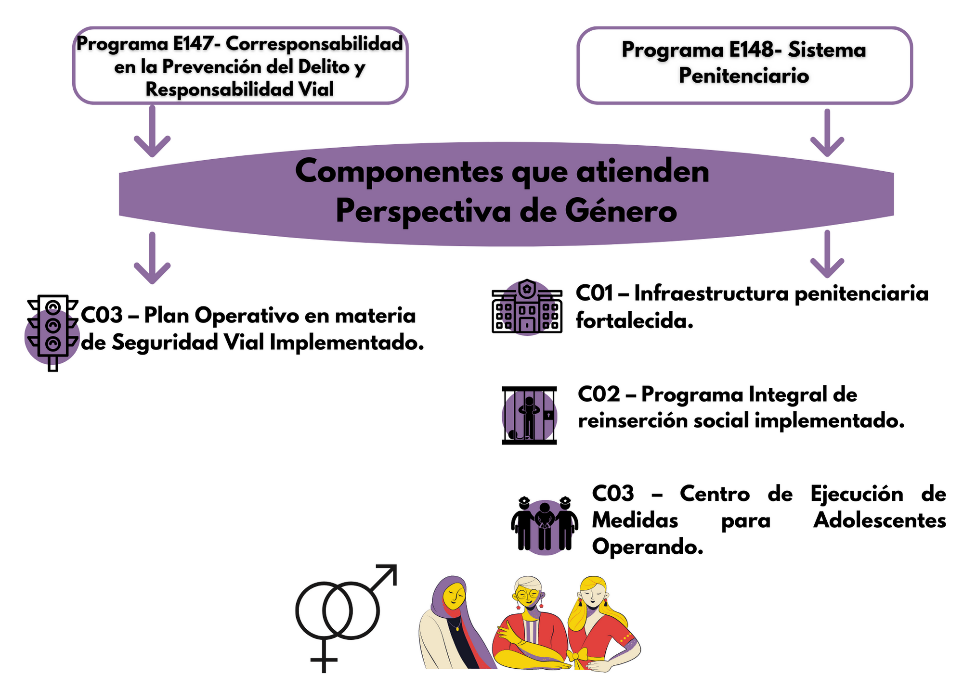 Programa E147- Corresponsabilidad
en la Prevención del Delito y
Responsabilidad Vial
Programa E148- Sistema
Penitenciario
Componentes que atienden
Perspectiva de Género
C03 – Plan Operativo en materia
de Seguridad Vial Implementado.
C01 – Infraestructura penitenciaria
fortalecida.
C02 – Programa Integral de
reinserción social implementado.
C03 – Centro de Ejecución de
Medidas para Adolescentes
Operando.